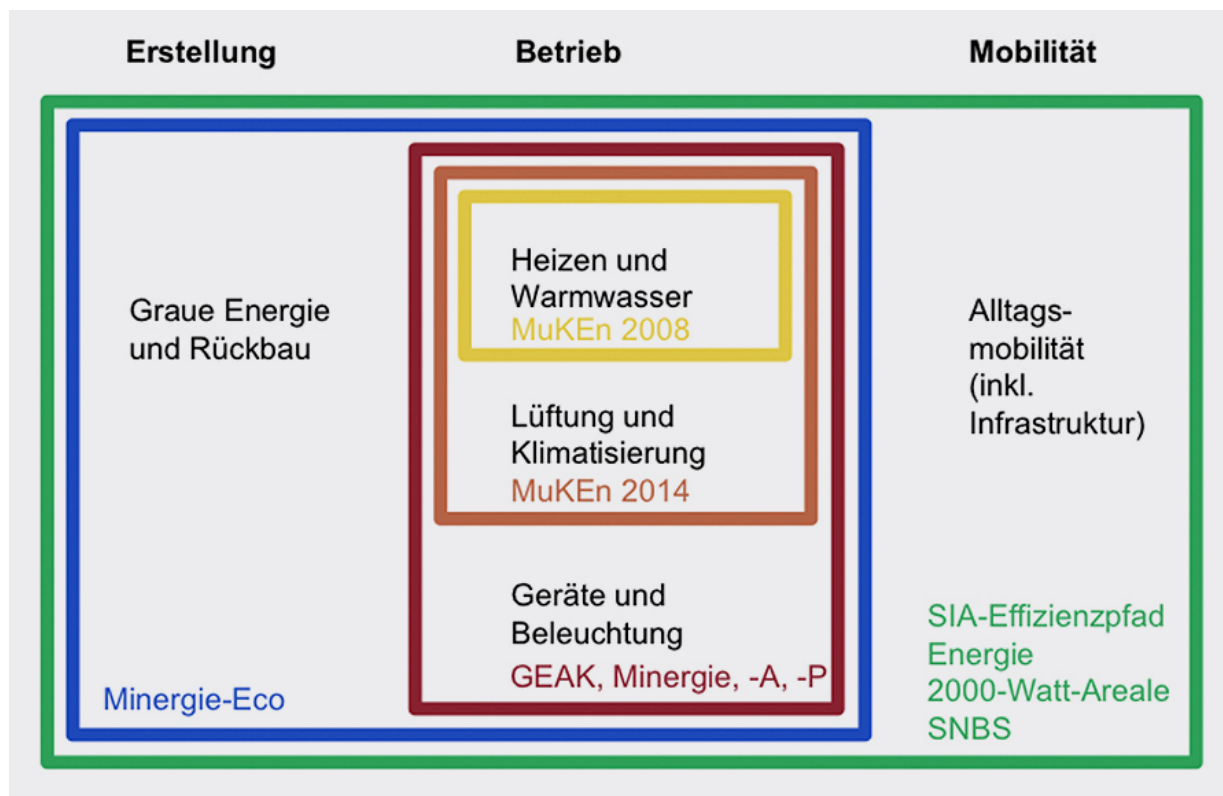 Erstellung
Betrieb
Mobilität
Graue Energie
und Rückbau
Minergie-Eco
Heizen und
Warmwasser
MuKEn 2008
Lüftung und
Klimatisierung
MuKEn 2014
Geräte und
Beleuchtung
GEAK, Minergie, -A, -P
Alltags-
mobilität
(inkl.
Infrastruktur)
SIA-Effizienzpfad
Energie
2000-Watt-Areale
SNBS